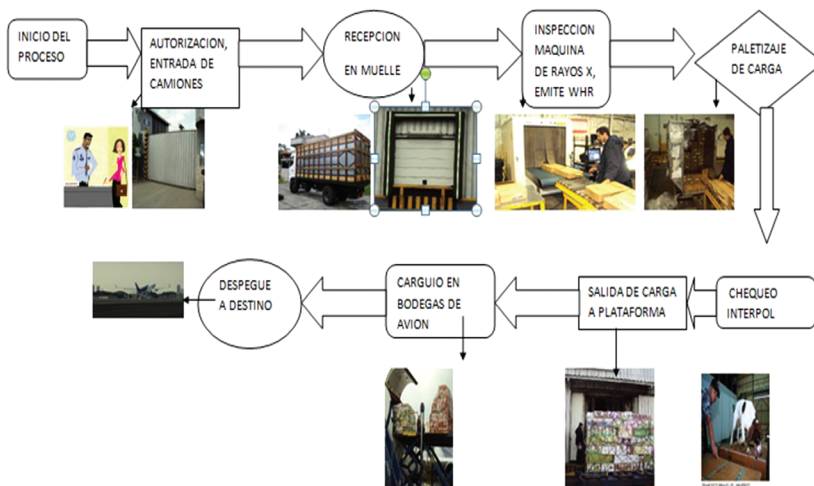 INICIO DEL
PROCESO
AUTORIZACION,
ENTRADA DE
CAMIONES
RECEPCION
EN MUELLE
INSPECCION
MAQUINA
DE RAYOS X,
EMITE WHR
PALETIZAJE
DE CARGA
DESPEGUE
A DESTINO
CARGUIO EN
BODEGAS DE
AVION
SALIDA DE CARGA
A PLATAFORMA
CHEQUEO
INTERPOL